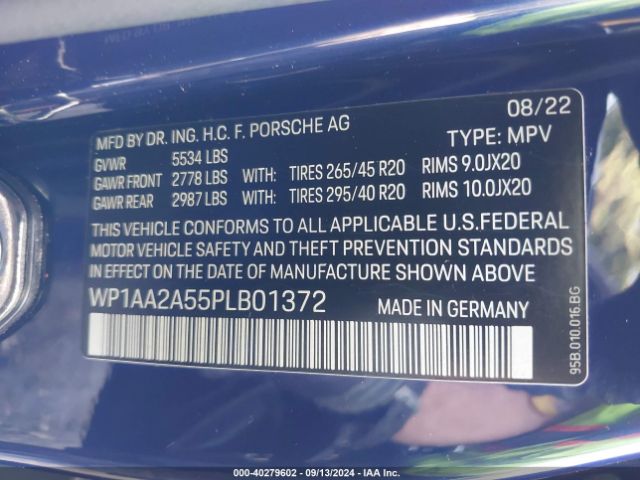 08/22
MFD BY DR. ING. H.C. F. PORSCHE AG
TYPE: MPV
GVWR 5534 LBS
GAWR FRONT 2778 LBS WITH: TIRES 265/45 R20 RIMS 9.0JX20
GAWR REAR 2987 LBS WITH: TIRES 295/40 R20 RIMS 10.0JX20
THIS VEHICLE CONFORMS TO ALL APPLICABLE U.S.FEDERAL
MOTOR VEHICLE SAFETY AND THEFT PREVENTION STANDARDS
IN EFFECT ON THE DATE OF MANUFACTURE SHOWN ABOVE
WP1AA2A55PLB01372 MADE IN GERMANY
95B.010.016.BG
000-40279602 - 09/13/2024 - IAA Inc.